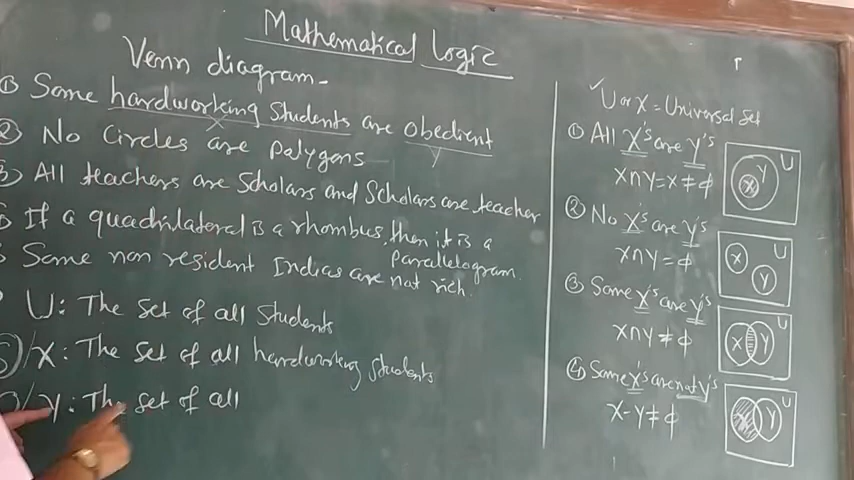 Mathematical Logic
Venn diagram-
① Some hardworking Students are obedient
X
Y
② No Circles are polygons
③ All teachers are Scholars and Scholars are teacher
If a quadrilateral is a rhombus, then it is a
parallelogram.
Some non resident Indias are not rich.
U: The set of all students
/X: The set of all hardworking students
/Y: The set of all
✓ U or X = Universal set
① All X's are Y's
X∩Y=X≠ϕ
X Y U
② No X's are Y's
X∩Y=ϕ
X Y U
③ Some X's are Y's
X∩Y≠ϕ
X Y U
④ Some X's are not Y's
X-Y≠ϕ
X Y U